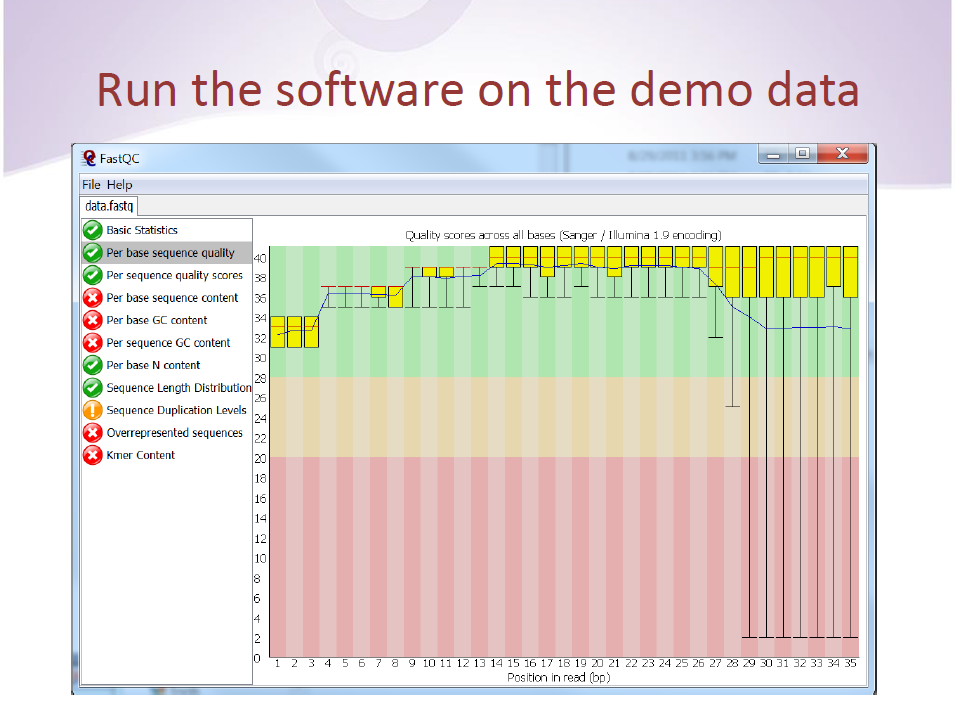 Run the software on the demo data
FastQC
File Help
data.fastq
Basic Statistics
Per base sequence quality
Per sequence quality scores
Per base sequence content
Per base GC content
Per sequence GC content
Per base N content
Sequence Length Distribution
Sequence Duplication Levels
Overrepresented sequences
Kmer Content
Quality scores across all bases (Sanger / Illumina 1.9 encoding)
40
38
36
34
32
30
28
26
24
22
20
18
16
14
12
10
8
6
4
2
0
1 2 3 4 5 6 7 8 9 10 11 12 13 14 15 16 17 18 19 20 21 22 23 24 25 26 27 28 29 30 31 32 33 34 35
Position in read (bp)